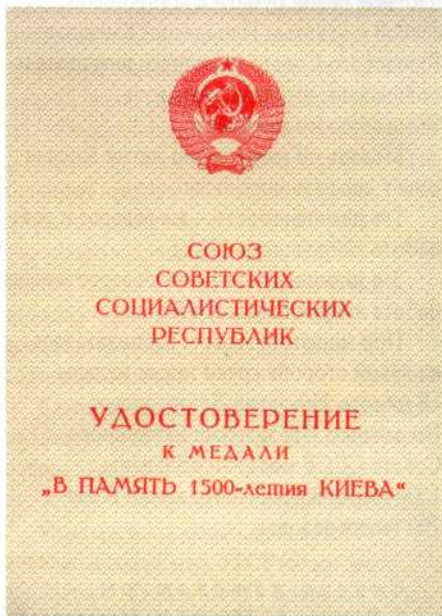 СОЮЗ
СОВЕТСКИХ
СОЦИАЛИСТИЧЕСКИХ
РЕСПУБЛИК
УДОСТОВЕРЕНИЕ
К МЕДАЛИ
„В ПАМЯТЬ 1500-летия КИЕВА“